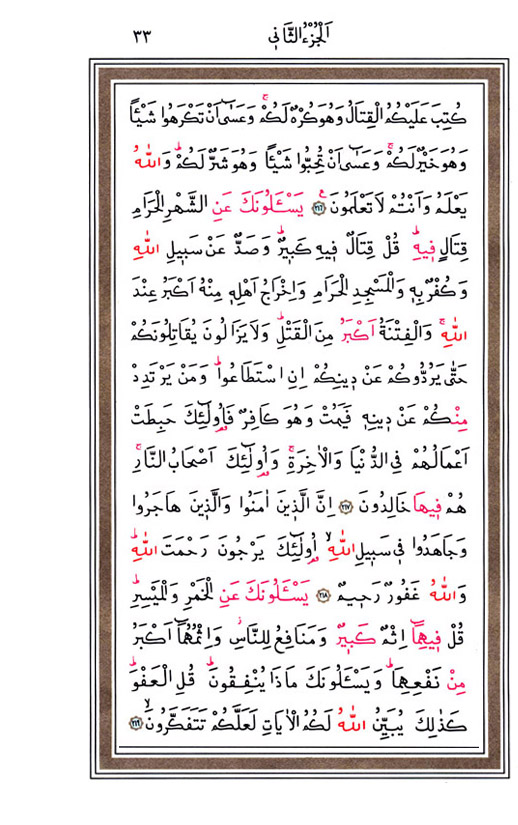 اَلْجُزْءُ الثَّانٖي ٣٣
كُتِبَ عَلَيْكُمُ الْقِتَالُ وَهُوَ كُرْهٌ لَكُمْۚ وَعَسٰٓى اَنْ تَكْرَهُوا شَيْـًٔا
وَهُوَ خَيْرٌ لَكُمْۚ وَعَسٰٓى اَنْ تُحِبُّوا شَيْـًٔا وَهُوَ شَرٌّ لَكُمْۜ وَاللّٰهُ
يَعْلَمُ وَاَنْتُمْ لَا تَعْلَمُونَࣖ ﴿٢١٦﴾ يَسْـَٔلُونَكَ عَنِ الشَّهْرِ الْحَرَامِ
قِتَالٍ فٖيهِۜ قُلْ قِتَالٌ فٖيهِ كَبٖيرٌۜ وَصَدٌّ عَنْ سَبٖيلِ اللّٰهِ
وَكُفْرٌ بِهٖ وَالْمَسْجِدِ الْحَرَامِ وَاِخْرَاجُ اَهْلِهٖ مِنْهُ اَكْبَرُ عِنْدَ
اللّٰهِۚ وَالْفِتْنَةُ اَكْبَرُ مِنَ الْقَتْلِۜ وَلَا يَزَالُونَ يُقَاتِلُونَكُمْ
حَتّٰى يَرُدُّوكُمْ عَنْ دٖينِكُمْ اِنِ اسْتَطَاعُواۜ وَمَنْ يَرْتَدِدْ
مِنْكُمْ عَنْ دٖينِهٖ فَيَمُتْ وَهُوَ كَافِرٌ فَاُو۬لٰٓئِكَ حَبِطَتْ
اَعْمَالُهُمْ فِي الدُّنْيَا وَالْاٰخِرَةِۚ وَاُو۬لٰٓئِكَ اَصْحَابُ النَّارِۚ
هُمْ فٖيهَا خَالِدُونَ ﴿٢١٧﴾ اِنَّ الَّذٖينَ اٰمَنُوا وَالَّذٖينَ هَاجَرُوا
وَجَاهَدُوا فٖي سَبٖيلِ اللّٰهِۙ اُو۬لٰٓئِكَ يَرْجُونَ رَحْمَتَ اللّٰهِۜ
وَاللّٰهُ غَفُورٌ رَحٖيمٌ ﴿٢١٨﴾ يَسْـَٔلُونَكَ عَنِ الْخَمْرِ وَالْمَيْسِرِۜ
قُلْ فٖيهِمَٓا اِثْمٌ كَبٖيرٌ وَمَنَافِعُ لِلنَّاسِۘ وَاِثْمُهُمَٓا اَكْبَرُ
مِنْ نَفْعِهِمَاۜ وَيَسْـَٔلُونَكَ مَاذَا يُنْفِقُونَۜ قُلِ الْعَفْوَۜ
كَذٰلِكَ يُبَيِّنُ اللّٰهُ لَكُمُ الْاٰيَاتِ لَعَلَّكُمْ تَتَفَكَّرُونَۙ ﴿٢١٩﴾